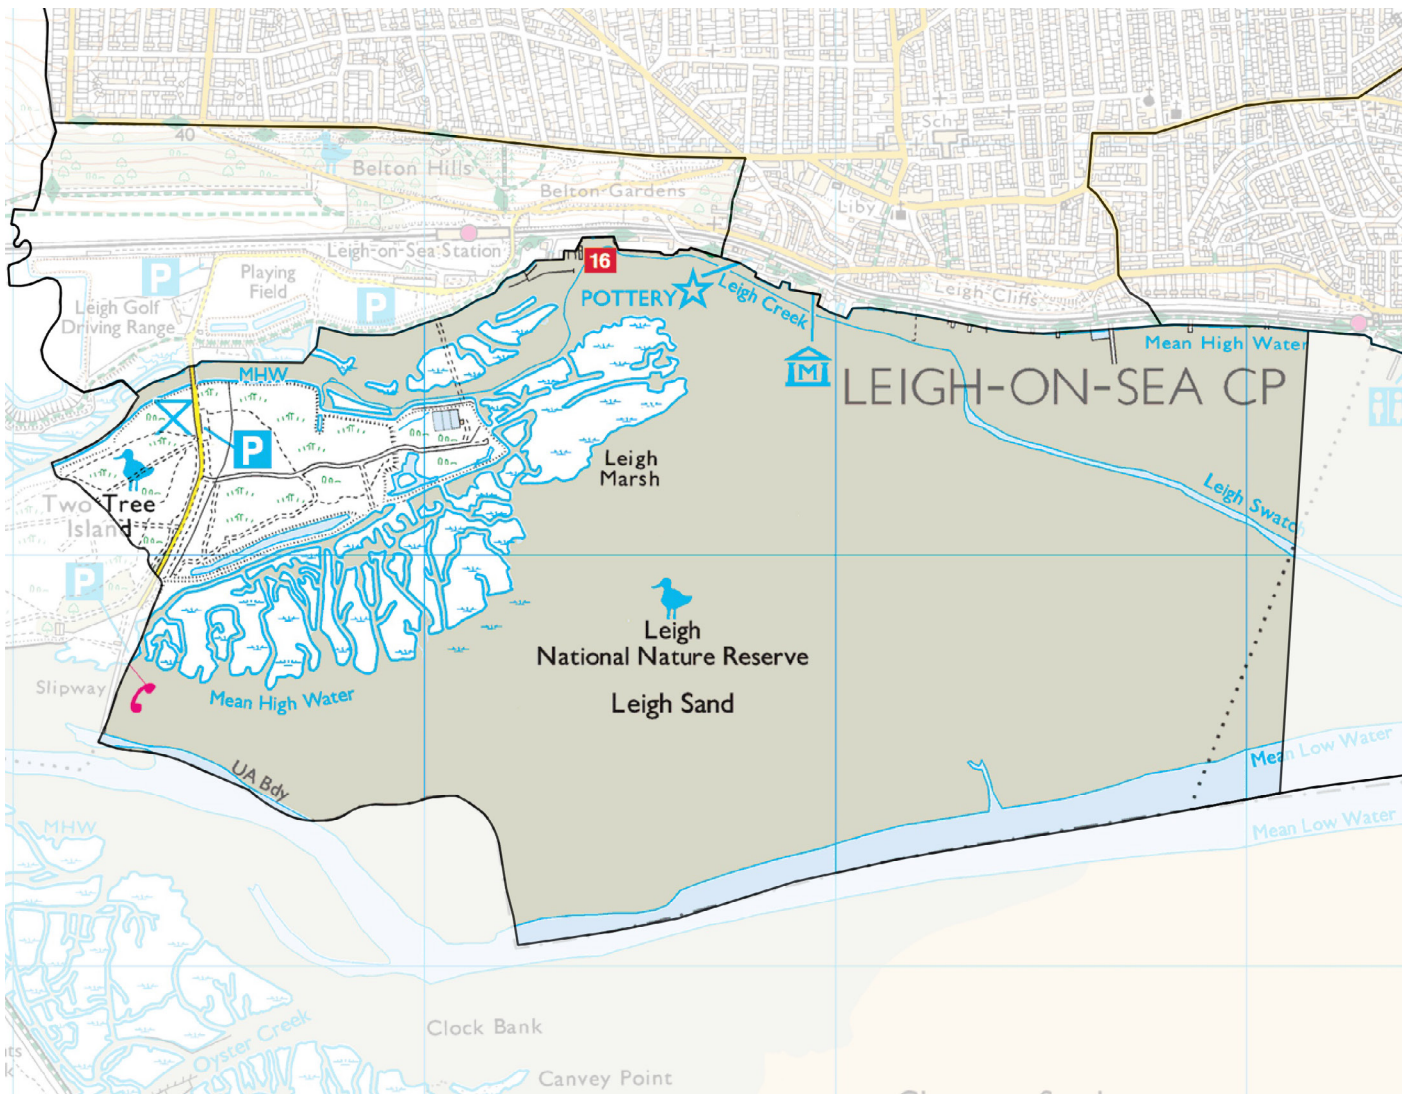 40
Belton Hills
Belton Gardens
Sch
Liby
Leigh-on-Sea Station
P
Playing
Field
16
P
POTTERY
Leigh Creek
Leigh Cliffs
Leigh Golf
Driving Range
Mean High Water
MHW
M
LEIGH-ON-SEA CP
P
Leigh
Marsh
Two Tree
Island
Leigh Swatch
P
Leigh
National Nature Reserve
Slipway
Mean High Water
Leigh Sand
UA Bdy
Mean Low Water
MHW
Mean Low Water
Clock Bank
Oyster Creek
Canvey Point